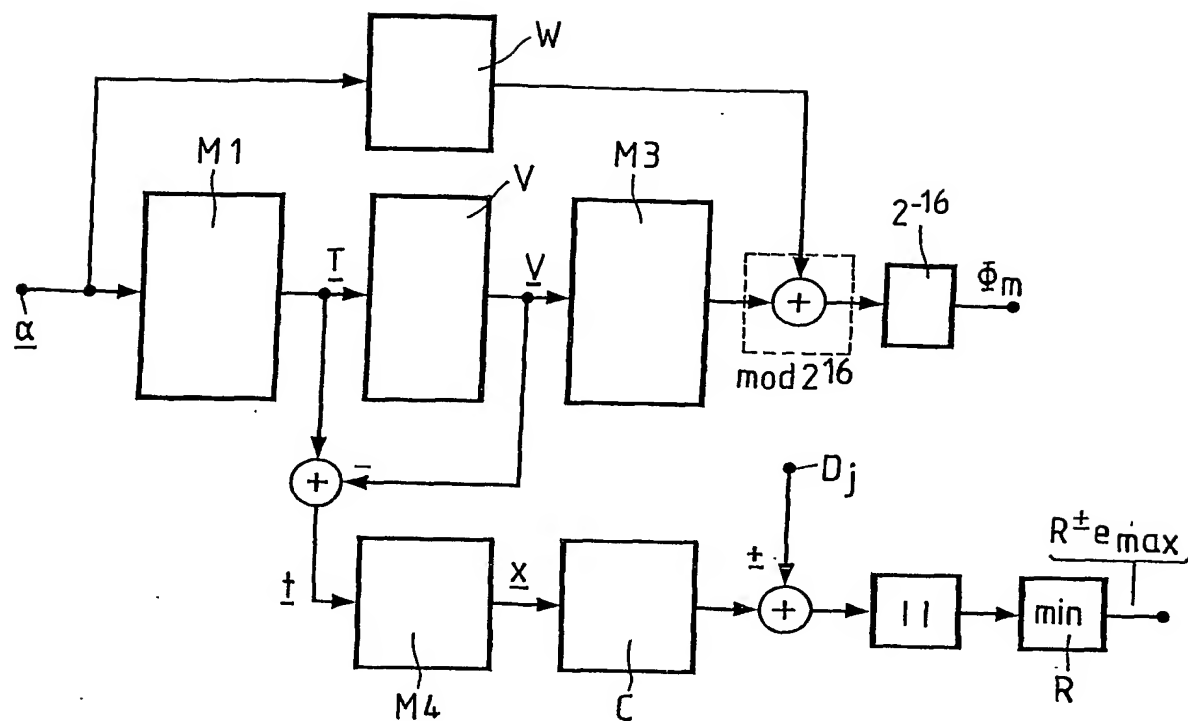 W
M1
V
M3
2-16
T
V
Φm
α
mod 2 16
+
−
+
Dj
±
R±emax
t
x
+
| |
min
M4
C
R